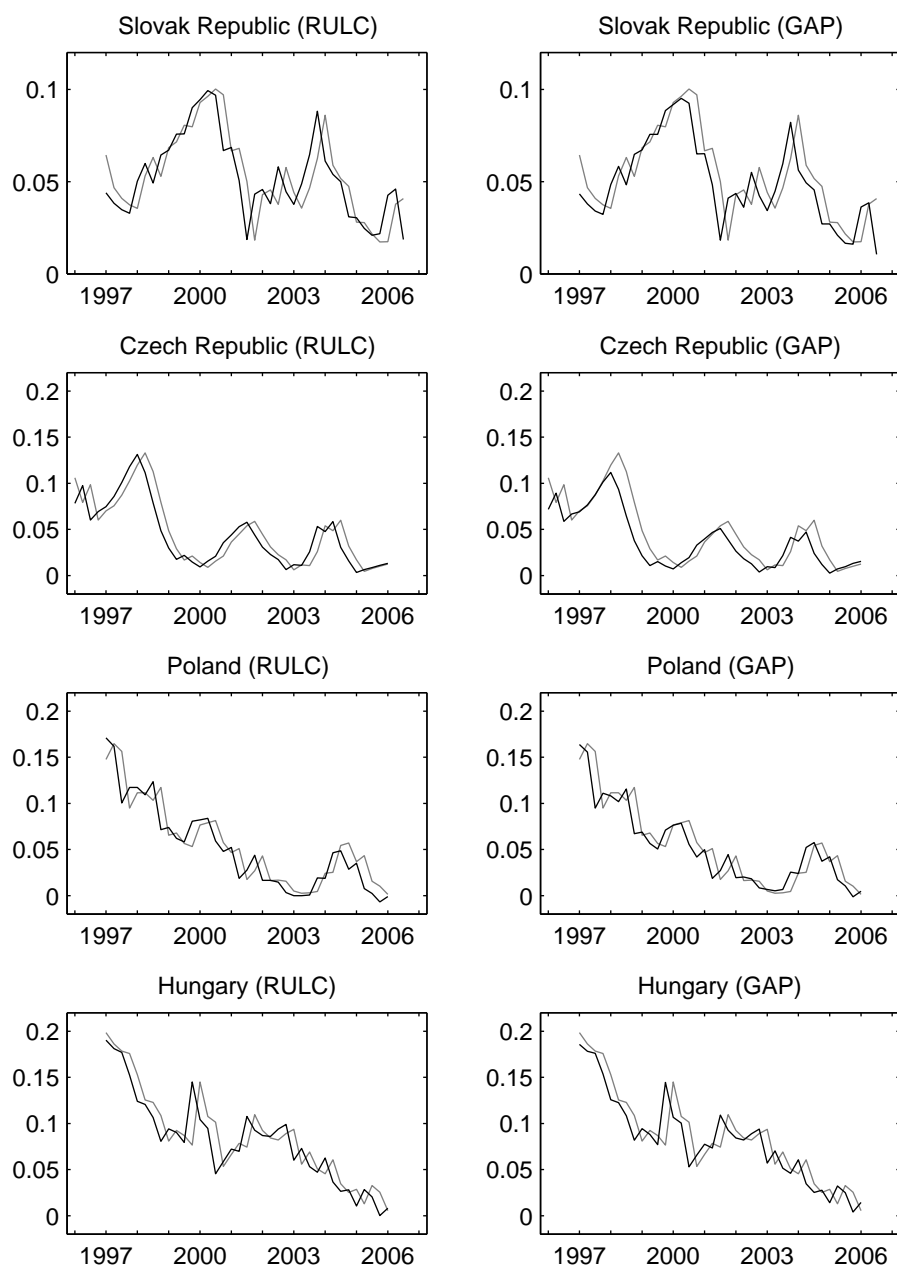 Slovak Republic (RULC)
0.1
0.05
0
1997 2000 2003 2006
Slovak Republic (GAP)
0.1
0.05
0
1997 2000 2003 2006
Czech Republic (RULC)
0.2
0.15
0.1
0.05
0
1997 2000 2003 2006
Czech Republic (GAP)
0.2
0.15
0.1
0.05
0
1997 2000 2003 2006
Poland (RULC)
0.2
0.15
0.1
0.05
0
1997 2000 2003 2006
Poland (GAP)
0.2
0.15
0.1
0.05
0
1997 2000 2003 2006
Hungary (RULC)
0.2
0.15
0.1
0.05
0
1997 2000 2003 2006
Hungary (GAP)
0.2
0.15
0.1
0.05
0
1997 2000 2003 2006